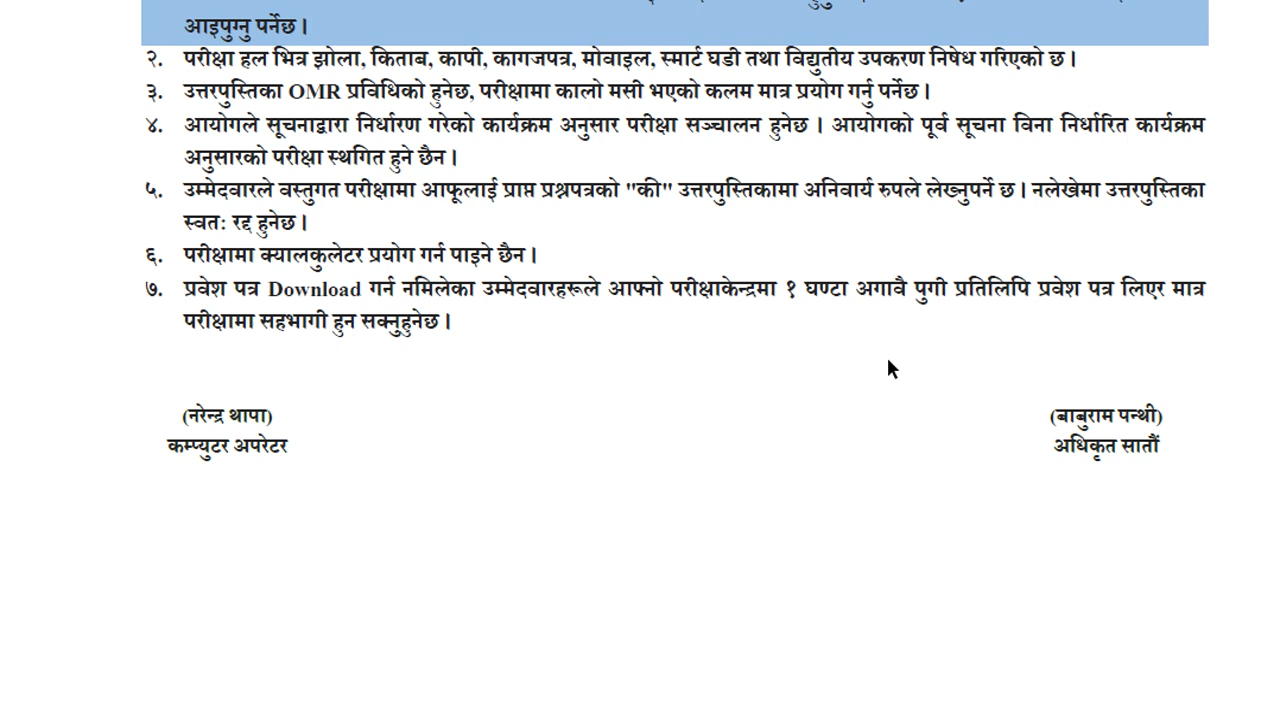 आइपुग्नु पर्नेछ ।
२. परीक्षा हल भित्र झोला, किताब, कापी, कागजपत्र, मोवाइल, स्मार्ट घडी तथा विद्युतीय उपकरण निषेध गरिएको छ ।
३. उत्तरपुस्तिका OMR प्रविधिको हुनेछ, परीक्षामा कालो मसी भएको कलम मात्र प्रयोग गर्नु पर्नेछ ।
४. आयोगले सूचनाद्वारा निर्धारण गरेको कार्यक्रम अनुसार परीक्षा सञ्चालन हुनेछ । आयोगको पूर्व सूचना विना निर्धारित कार्यक्रम
अनुसारको परीक्षा स्थगित हुने छैन ।
५. उम्मेदवारले वस्तुगत परीक्षामा आफूलाई प्राप्त प्रश्नपत्रको "की" उत्तरपुस्तिकामा अनिवार्य रुपले लेख्नुपर्ने छ । नलेखेमा उत्तरपुस्तिका
स्वतः रद्द हुनेछ ।
६. परीक्षामा क्यालकुलेटर प्रयोग गर्न पाइने छैन ।
७. प्रवेश पत्र Download गर्न नमिलेका उम्मेदवारहरूले आफ्नो परीक्षाकेन्द्रमा १ घण्टा अगावै पुगी प्रतिलिपि प्रवेश पत्र लिएर मात्र
परीक्षामा सहभागी हुन सक्नुहुनेछ ।
(नरेन्द्र थापा) (बाबुराम पन्थी)
कम्प्युटर अपरेटर अधिकृत सातौं